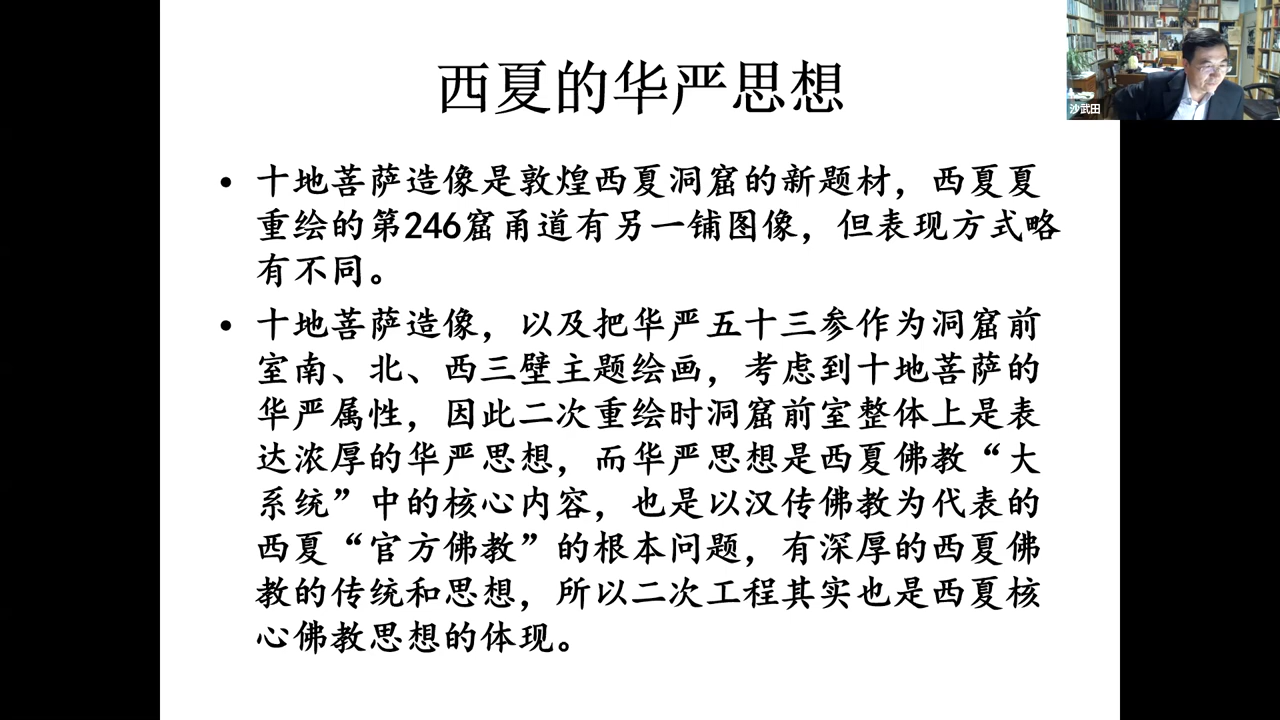 西夏的华严思想
沙武田
• 十地菩萨造像是敦煌西夏洞窟的新题材，西夏夏
重绘的第246窟甬道有另一铺图像，但表现方式略
有不同。
• 十地菩萨造像，以及把华严五十三参作为洞窟前
室南、北、西三壁主题绘画，考虑到十地菩萨的
华严属性，因此二次重绘时洞窟前室整体上是表
达浓厚的华严思想，而华严思想是西夏佛教“大
系统”中的核心内容，也是以汉传佛教为代表的
西夏“官方佛教”的根本问题，有深厚的西夏佛
教的传统和思想，所以二次工程其实也是西夏核
心佛教思想的体现。